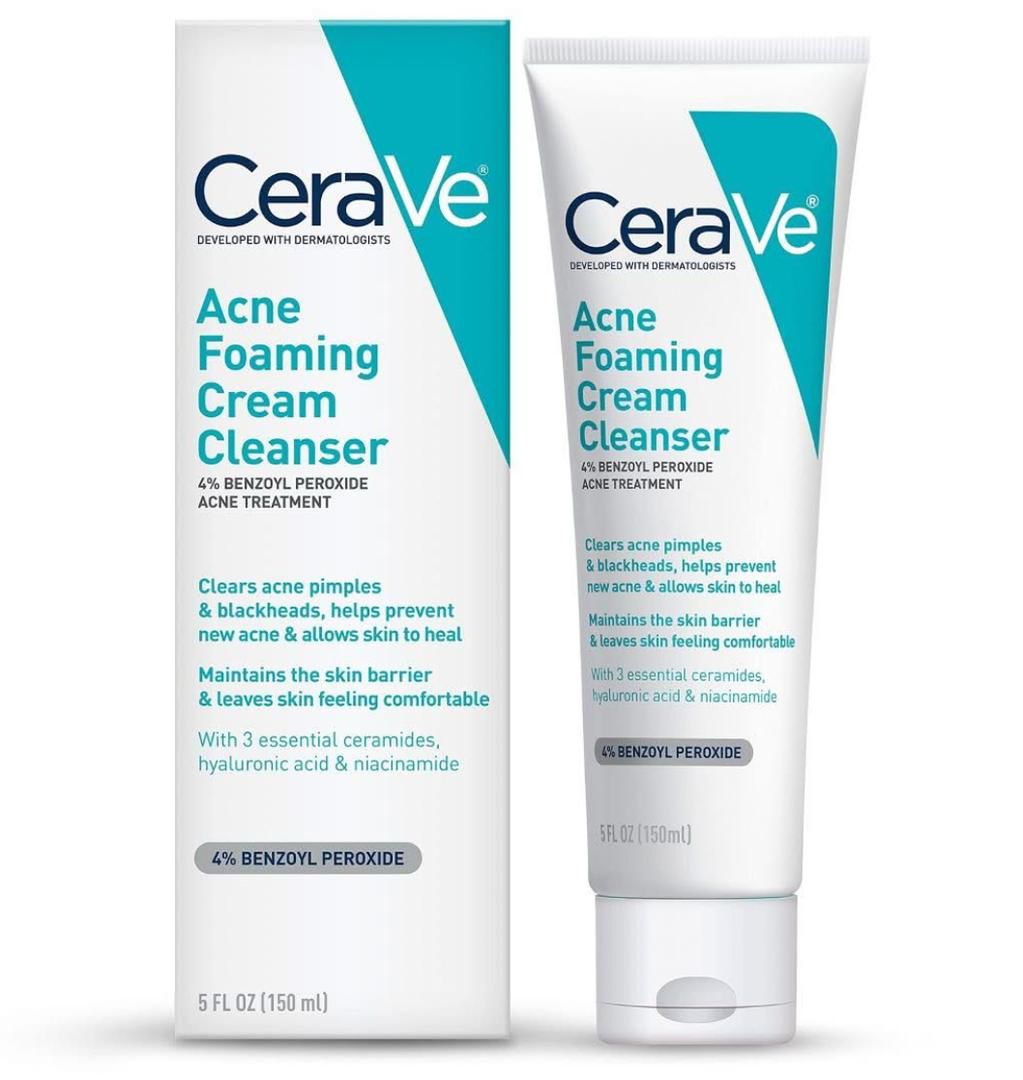 CeraVe®
DEVELOPED WITH DERMATOLOGISTS
Acne
Foaming
Cream
Cleanser
4% BENZOYL PEROXIDE
ACNE TREATMENT
Clears acne pimples
& blackheads, helps prevent
new acne & allows skin to heal
Maintains the skin barrier
& leaves skin feeling comfortable
With 3 essential ceramides,
hyaluronic acid & niacinamide
4% BENZOYL PEROXIDE
5 FL OZ (150 ml)
CeraVe®
DEVELOPED WITH DERMATOLOGISTS
Acne
Foaming
Cream
Cleanser
4% BENZOYL PEROXIDE
ACNE TREATMENT
Clears acne pimples
& blackheads, helps prevent
new acne & allows skin to heal
Maintains the skin barrier
& leaves skin feeling comfortable
With 3 essential ceramides,
hyaluronic acid & niacinamide
4% BENZOYL PEROXIDE
5 FL OZ (150ml)